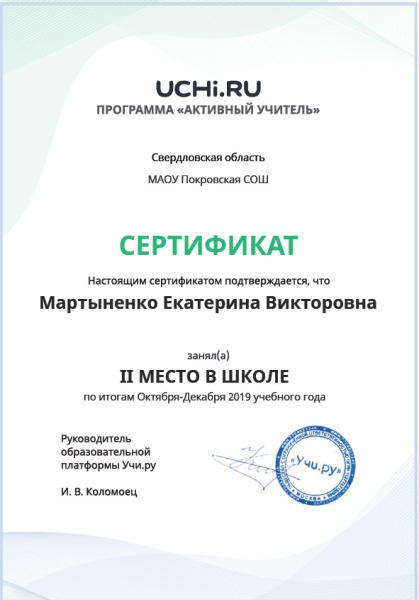 UCHi.RU
ПРОГРАММА «АКТИВНЫЙ УЧИТЕЛЬ»
Свердловская область
МАОУ Покровская СОШ
СЕРТИФИКАТ
Настоящим сертификатом подтверждается, что
Мартыненко Екатерина Викторовна
занял(а)
II МЕСТО В ШКОЛЕ
по итогам Октября-Декабря 2019 учебного года
Руководитель
образовательной
платформы Учи.ру
И. В. Коломоец
«Учи.ру»
МОСКВА